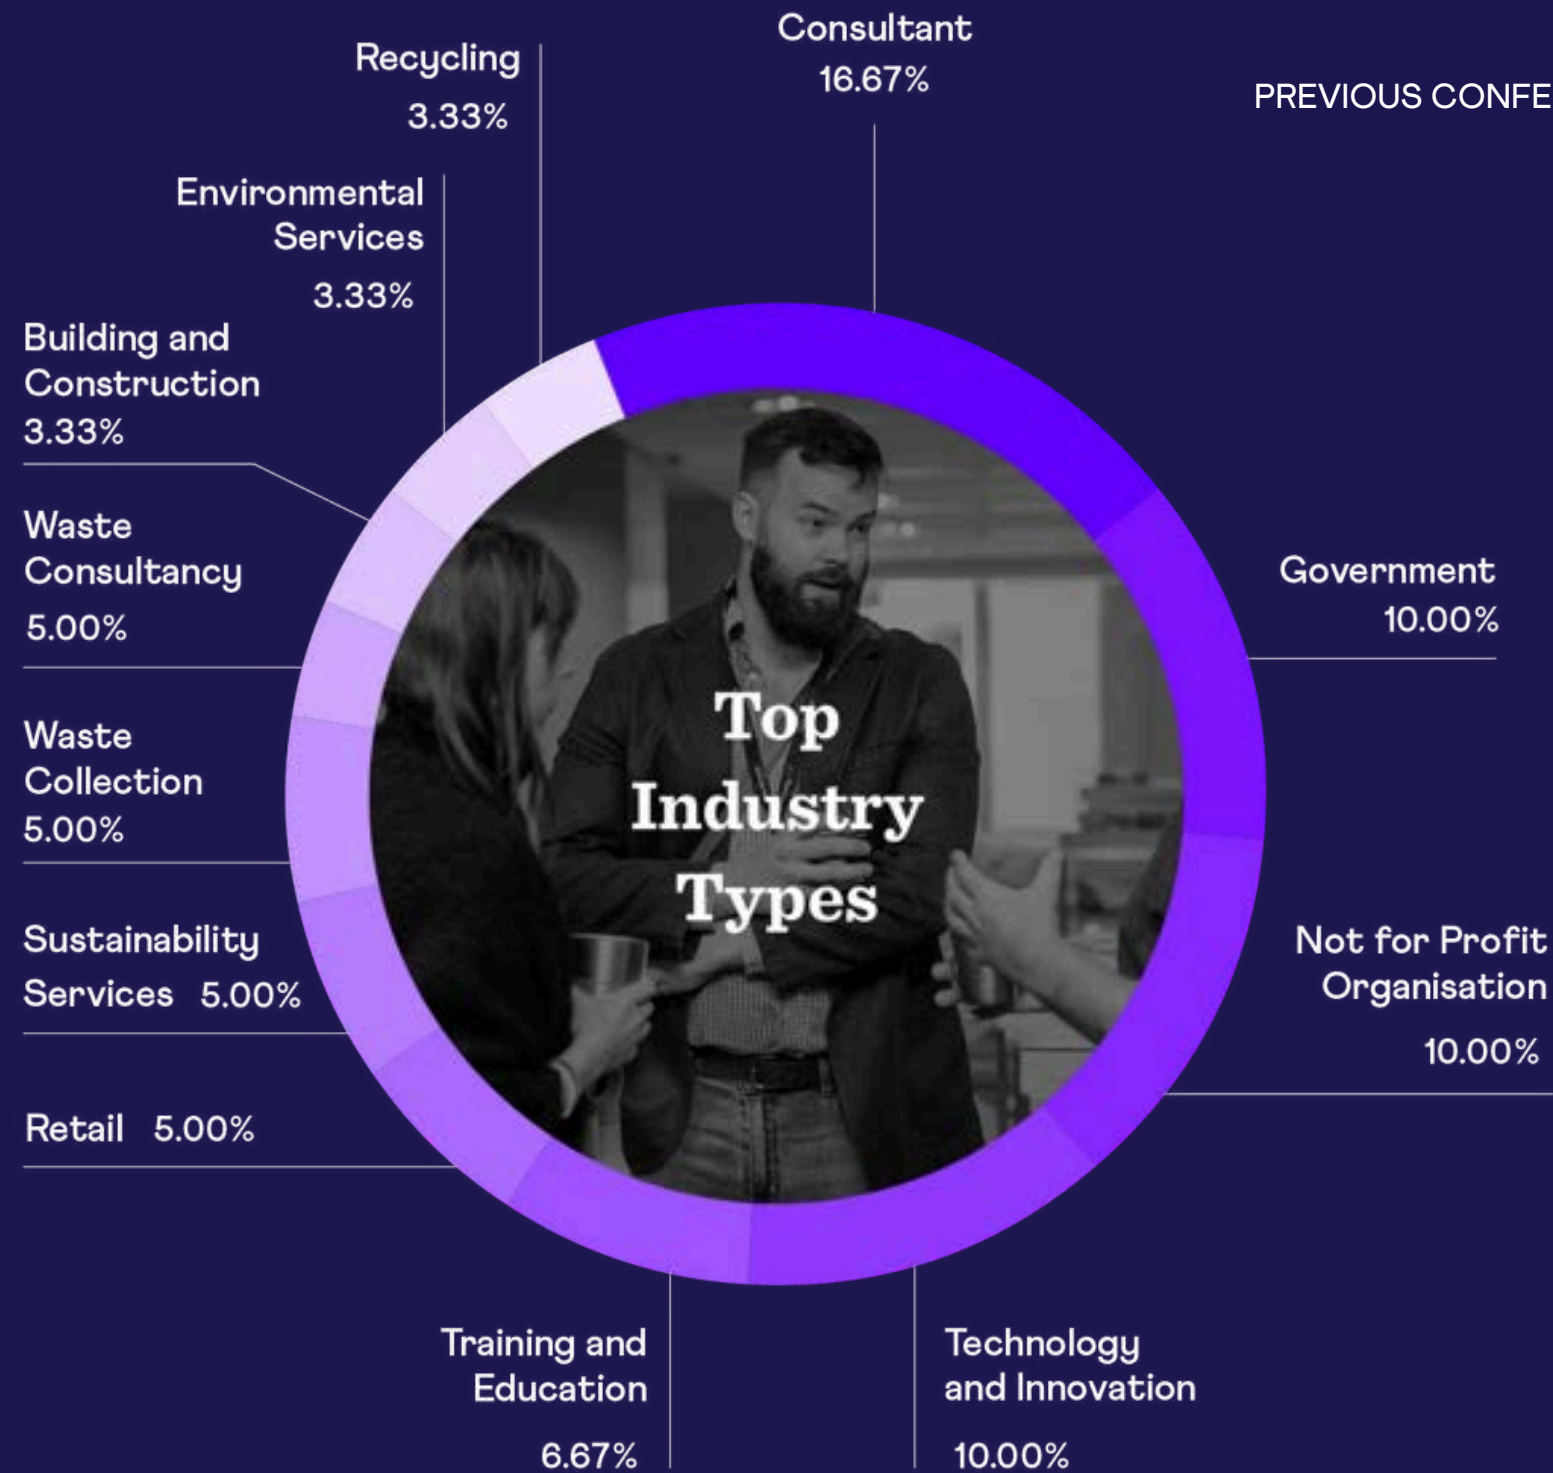 Consultant
16.67%
PREVIOUS CONFE
Recycling
3.33%
Environmental
Services
3.33%
Building and
Construction
3.33%
Waste
Consultancy
5.00%
Waste
Collection
5.00%
Sustainability
Services 5.00%
Retail 5.00%
Training and
Education
6.67%
Technology
and Innovation
10.00%
Not for Profit
Organisation
10.00%
Government
10.00%
Top
Industry
Types